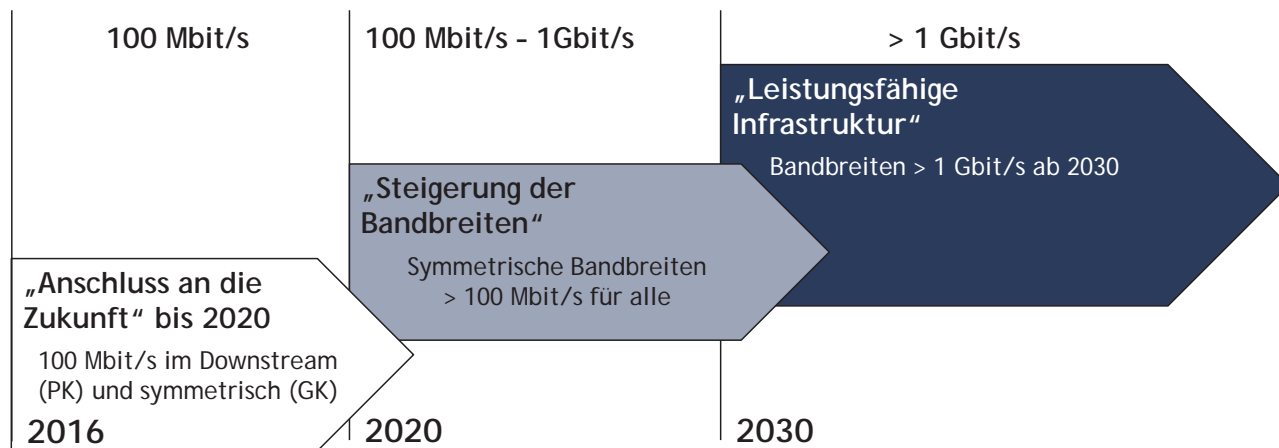 100 Mbit/s
100 Mbit/s - 1Gbit/s
> 1 Gbit/s
„Leistungsfähige
Infrastruktur“
Bandbreiten > 1 Gbit/s ab 2030
„Steigerung der
Bandbreiten“
Symmetrische Bandbreiten
> 100 Mbit/s für alle
„Anschluss an die
Zukunft“ bis 2020
100 Mbit/s im Downstream
(PK) und symmetrisch (GK)
2016
2020
2030